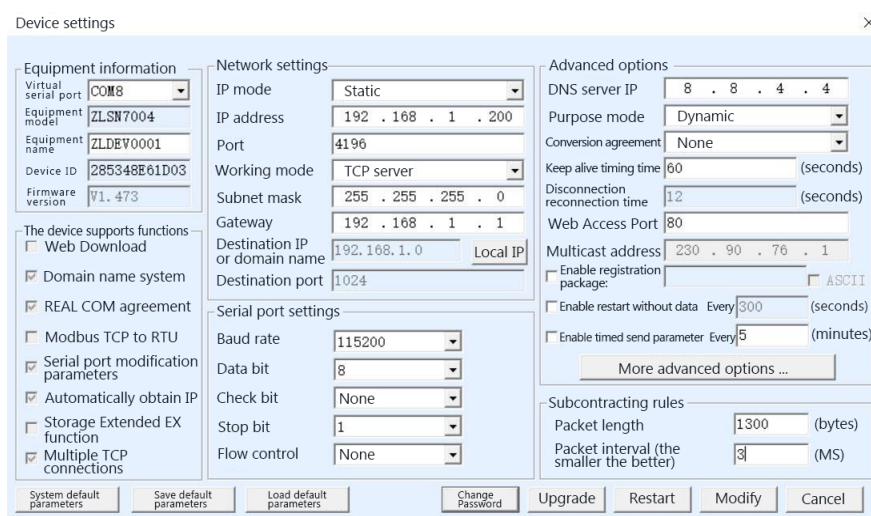 Device settings
×
Equipment information
Virtual
serial port COM8
Equipment
model ZLSN7004
Equipment
name ZLDEV0001
Device ID 285348E61D03
Firmware
version V1.473
The device supports functions
Web Download
Domain name system
REAL COM agreement
Modbus TCP to RTU
Serial port modification
parameters
Automatically obtain IP
Storage Extended EX
function
Multiple TCP
connections
Network settings
IP mode Static
IP address 192 . 168 . 1 . 200
Port 4196
Working mode TCP server
Subnet mask 255 . 255 . 255 . 0
Gateway 192 . 168 . 1 . 1
Destination IP
or domain name 192.168.1.0 Local IP
Destination port 1024
Serial port settings
Baud rate 115200
Data bit 8
Check bit None
Stop bit 1
Flow control None
Advanced options
DNS server IP 8 . 8 . 4 . 4
Purpose mode Dynamic
Conversion agreement None
Keep alive timing time 60 (seconds)
Disconnection
reconnection time 12 (seconds)
Web Access Port 80
Multicast address 230 . 90 . 76 . 1
Enable registration
package: ASCII
Enable restart without data Every 300 (seconds)
Enable timed send parameter Every 5 (minutes)
More advanced options ...
Subcontracting rules
Packet length 1300 (bytes)
Packet interval (the
smaller the better) 3 (MS)
System default
parameters
Save default
parameters
Load default
parameters
Change
Password
Upgrade
Restart
Modify
Cancel